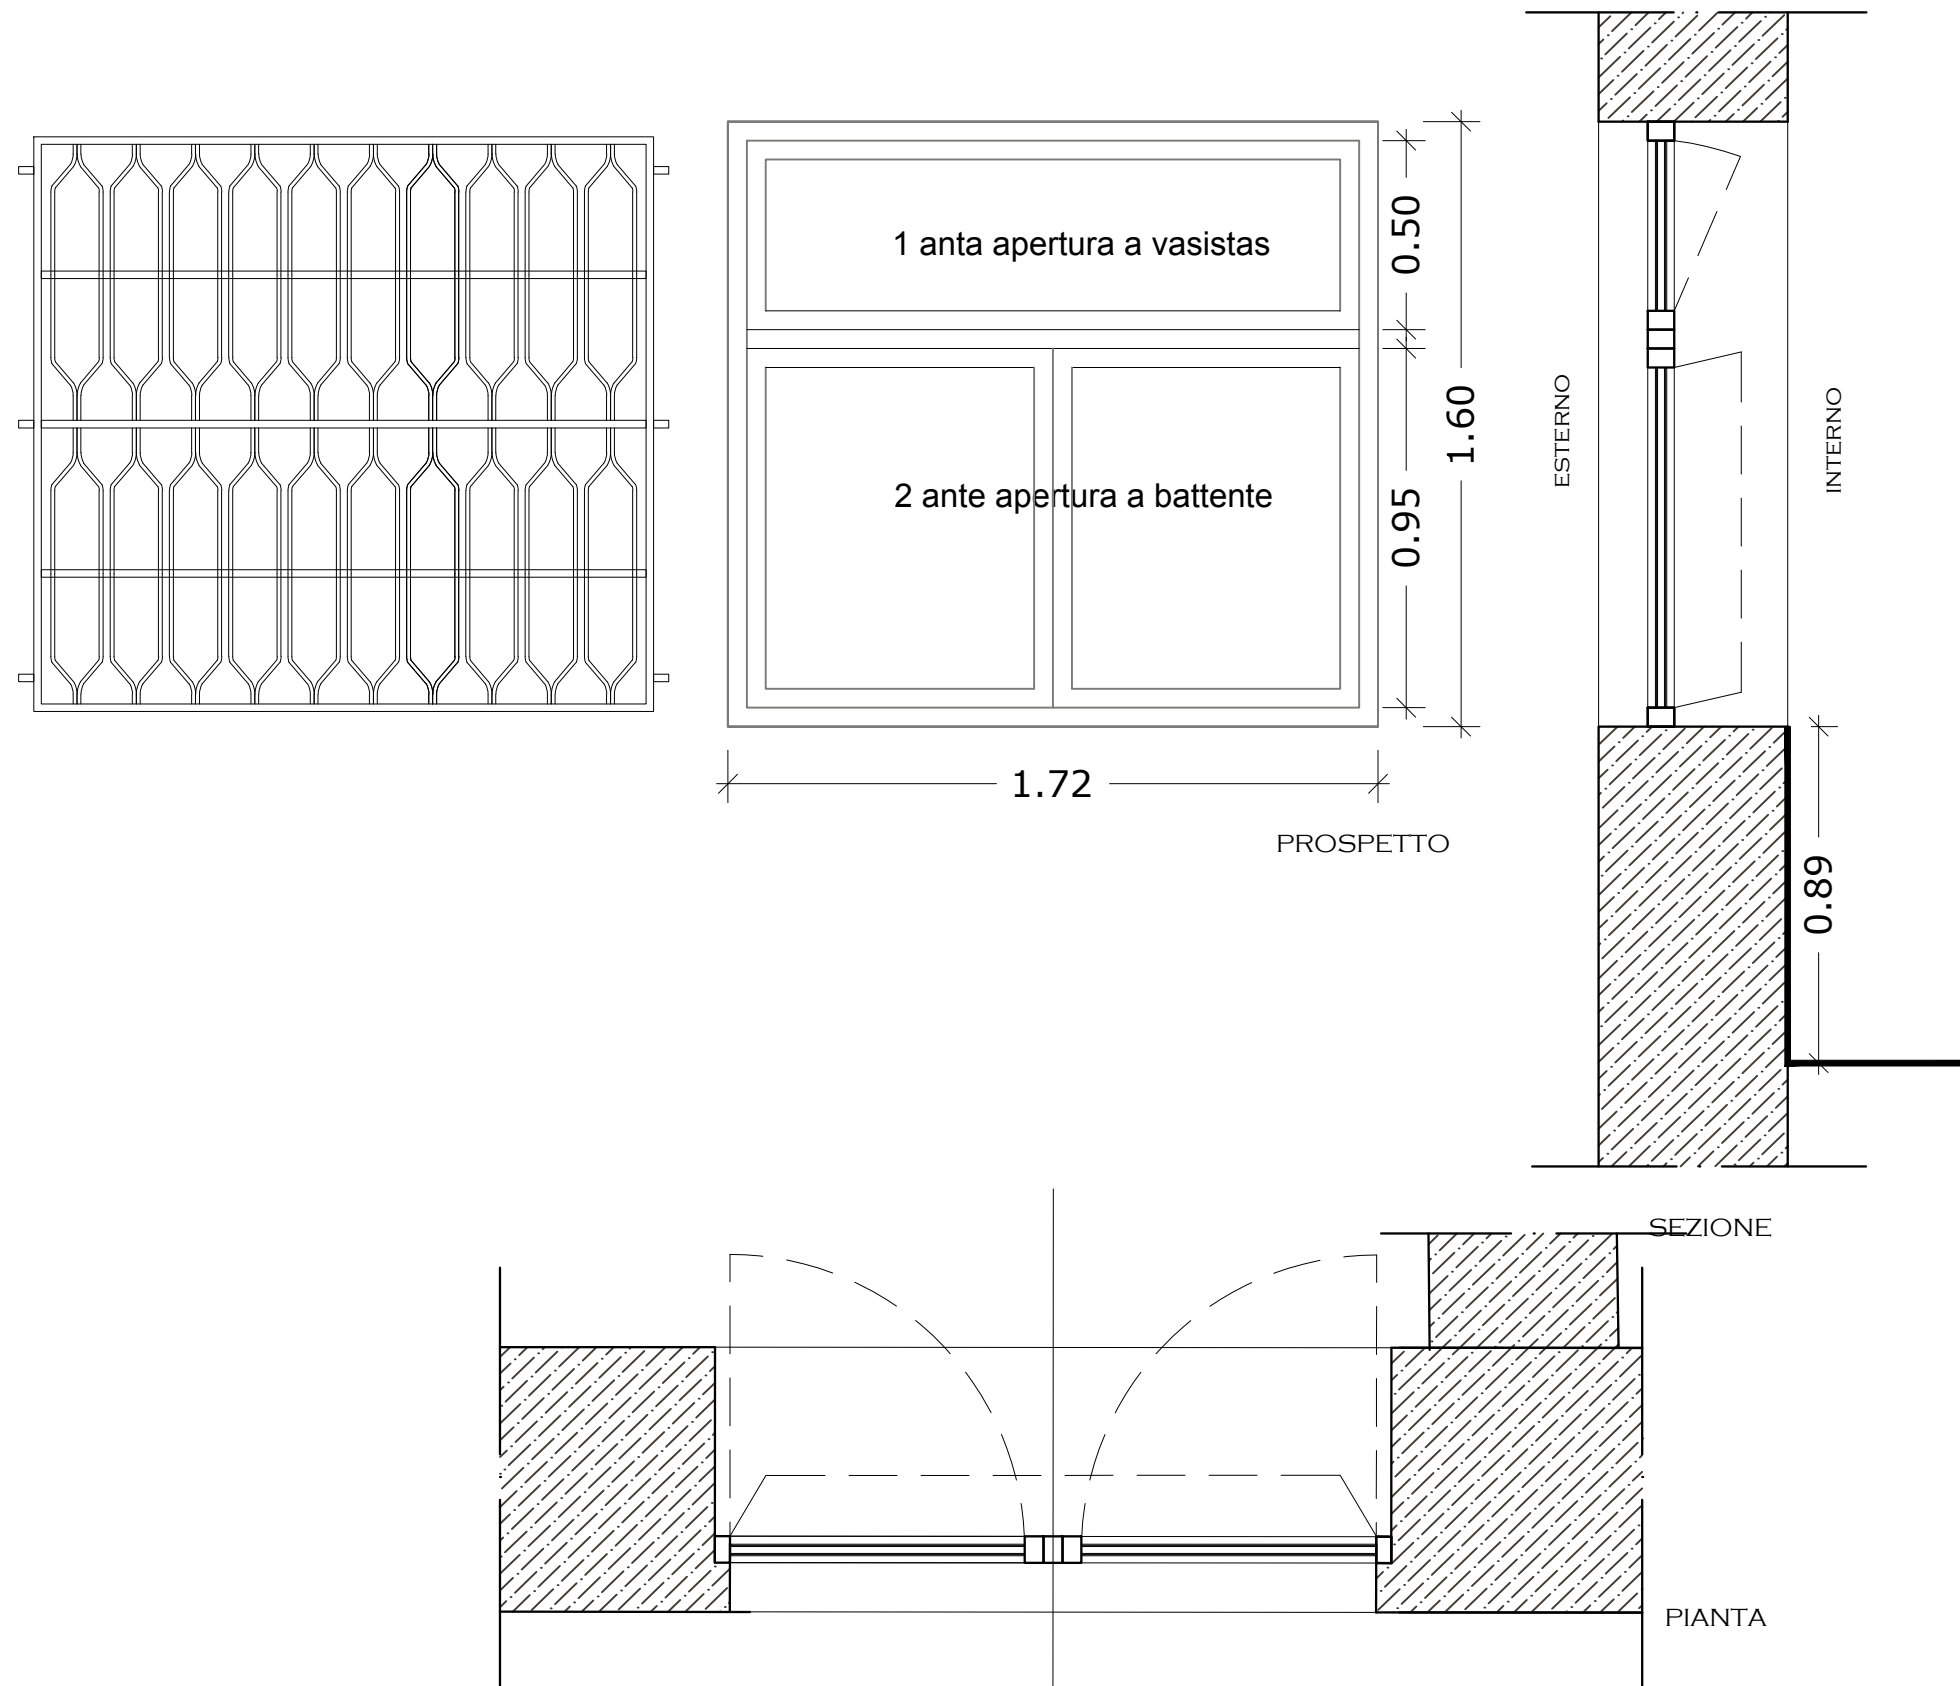 1 anta apertura a vasistas
0.50
2 ante apertura a battente
0.95
1.60
1.72
PROSPETTO
ESTERNO
INTERNO
0.89
SEZIONE
PIANTA